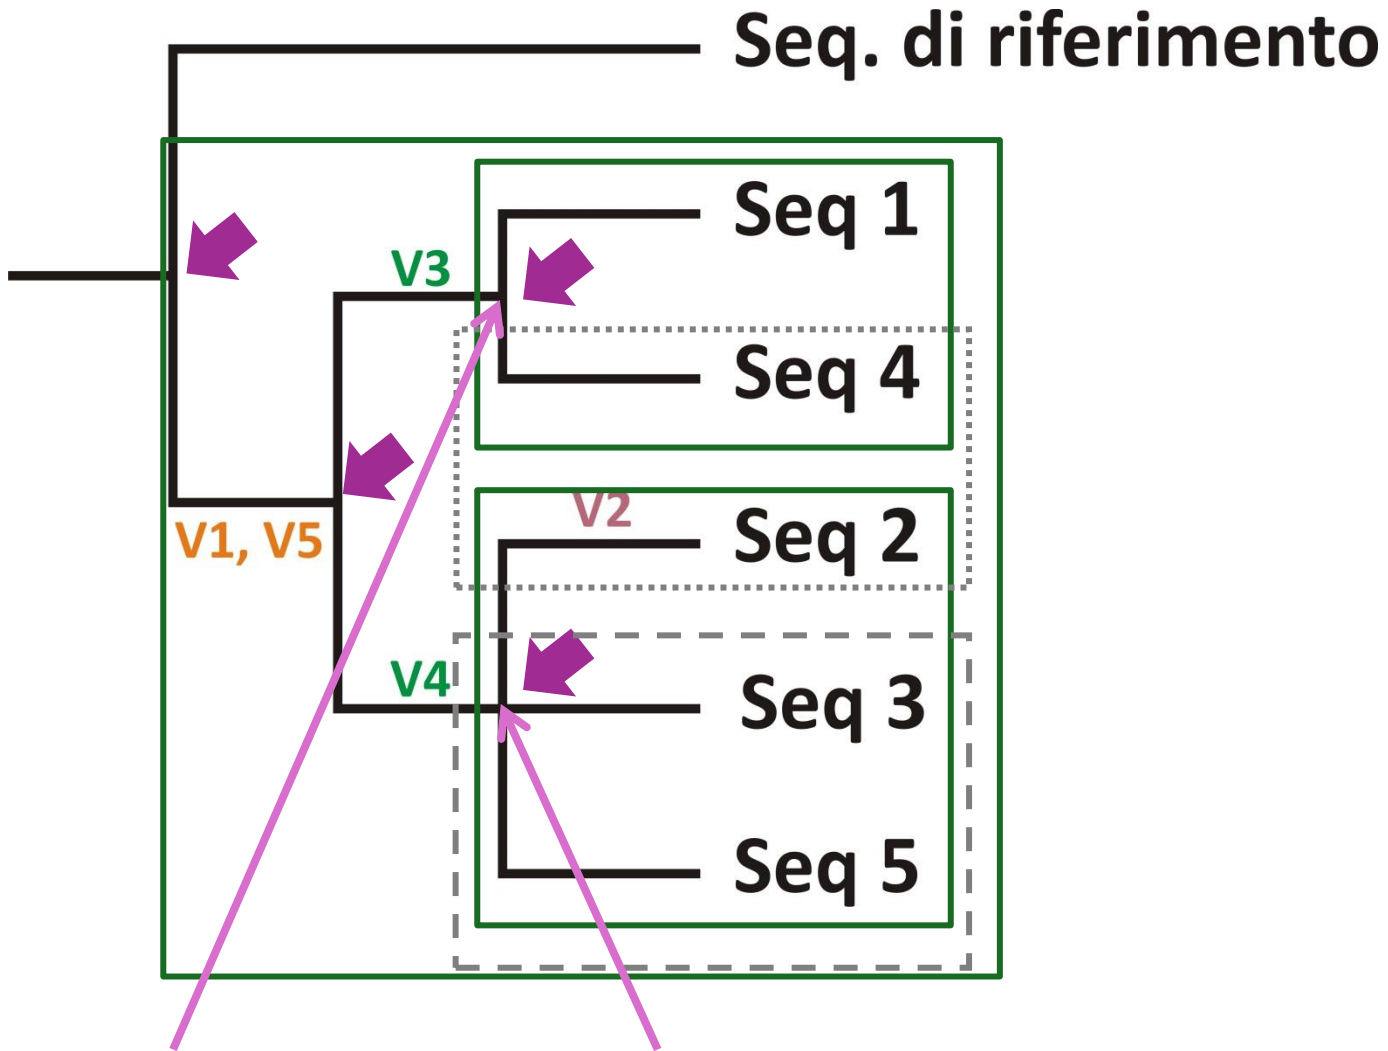 Seq. di riferimento
Seq 1
V3
Seq 4
V2
Seq 2
V1, V5
V4
Seq 3
Seq 5